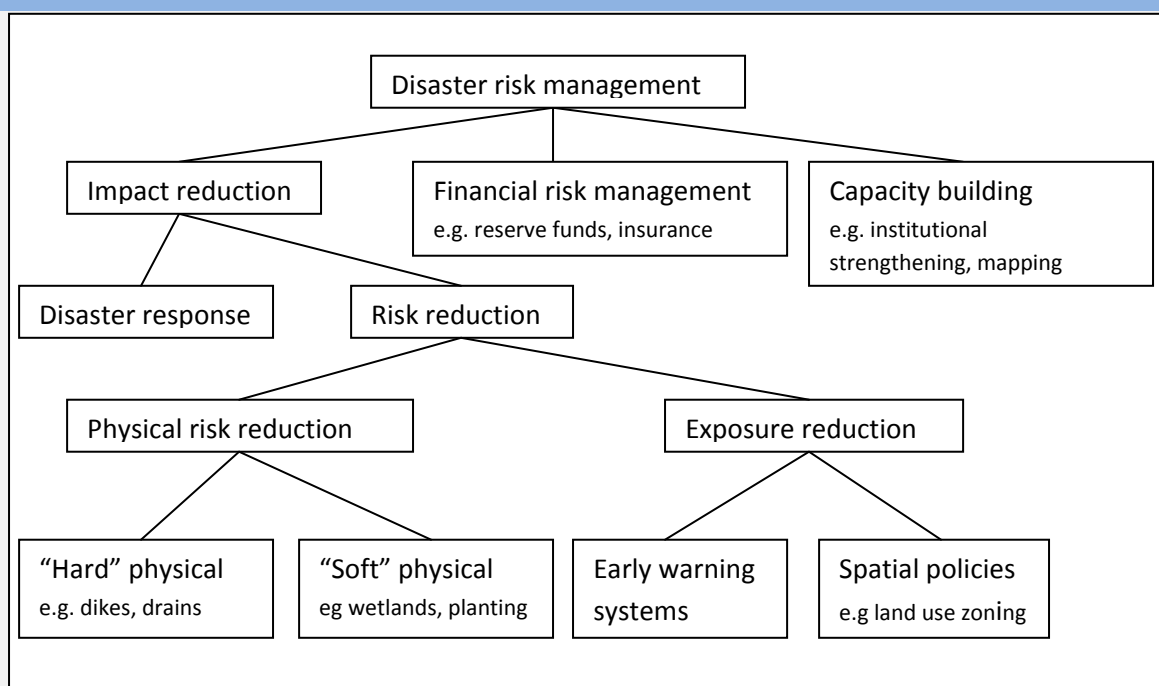 Disaster risk management
Impact reduction
Financial risk management
e.g. reserve funds, insurance
Capacity building
e.g. institutional
strengthening, mapping
Disaster response
Risk reduction
Physical risk reduction
Exposure reduction
“Hard” physical
e.g. dikes, drains
“Soft” physical
eg wetlands, planting
Early warning
systems
Spatial policies
e.g land use zoning